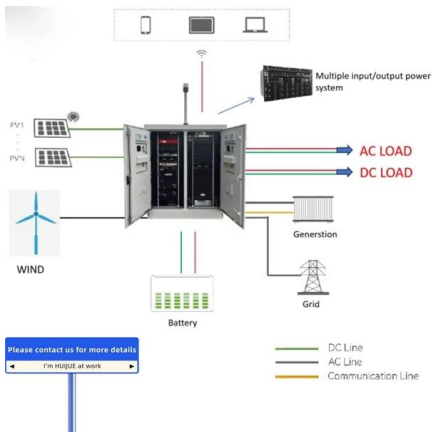 Multiple input/output power
system
PV1
PVN
AC LOAD
DC LOAD
WIND
Generstion
Grid
Battery
Please contact us for more details
I'm HUIJUE at work
DC Line
AC Line
Communication Line